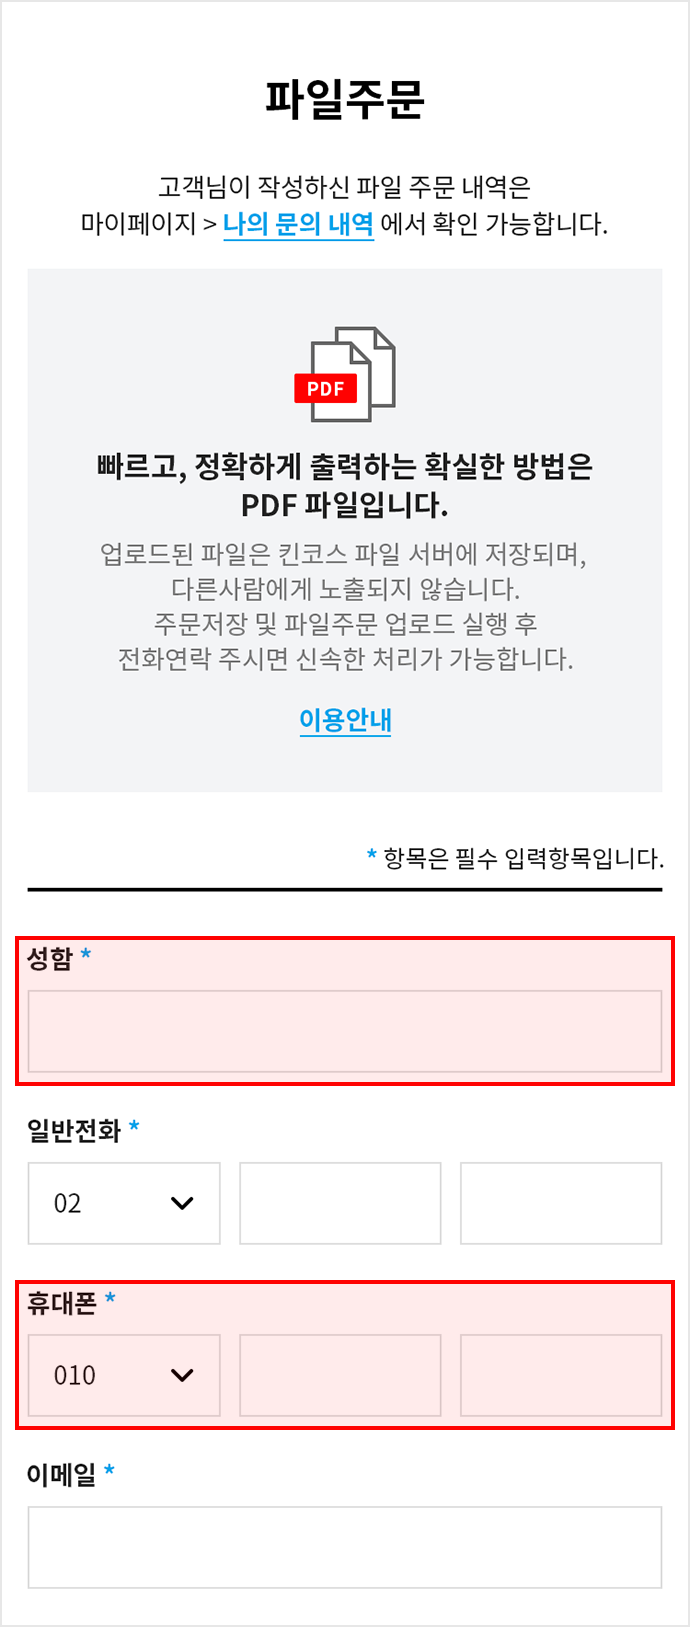 파일주문
고객님이 작성하신 파일 주문 내역은
마이페이지 > 나의 문의 내역 에서 확인 가능합니다.
PDF
빠르고, 정확하게 출력하는 확실한 방법은
PDF 파일입니다.
업로드된 파일은 킨코스 파일 서버에 저장되며,
다른사람에게 노출되지 않습니다.
주문저장 및 파일주문 업로드 실행 후
전화연락 주시면 신속한 처리가 가능합니다.
이용안내
* 항목은 필수 입력항목입니다.
성함 *
일반전화 *
02
휴대폰 *
010
이메일 *